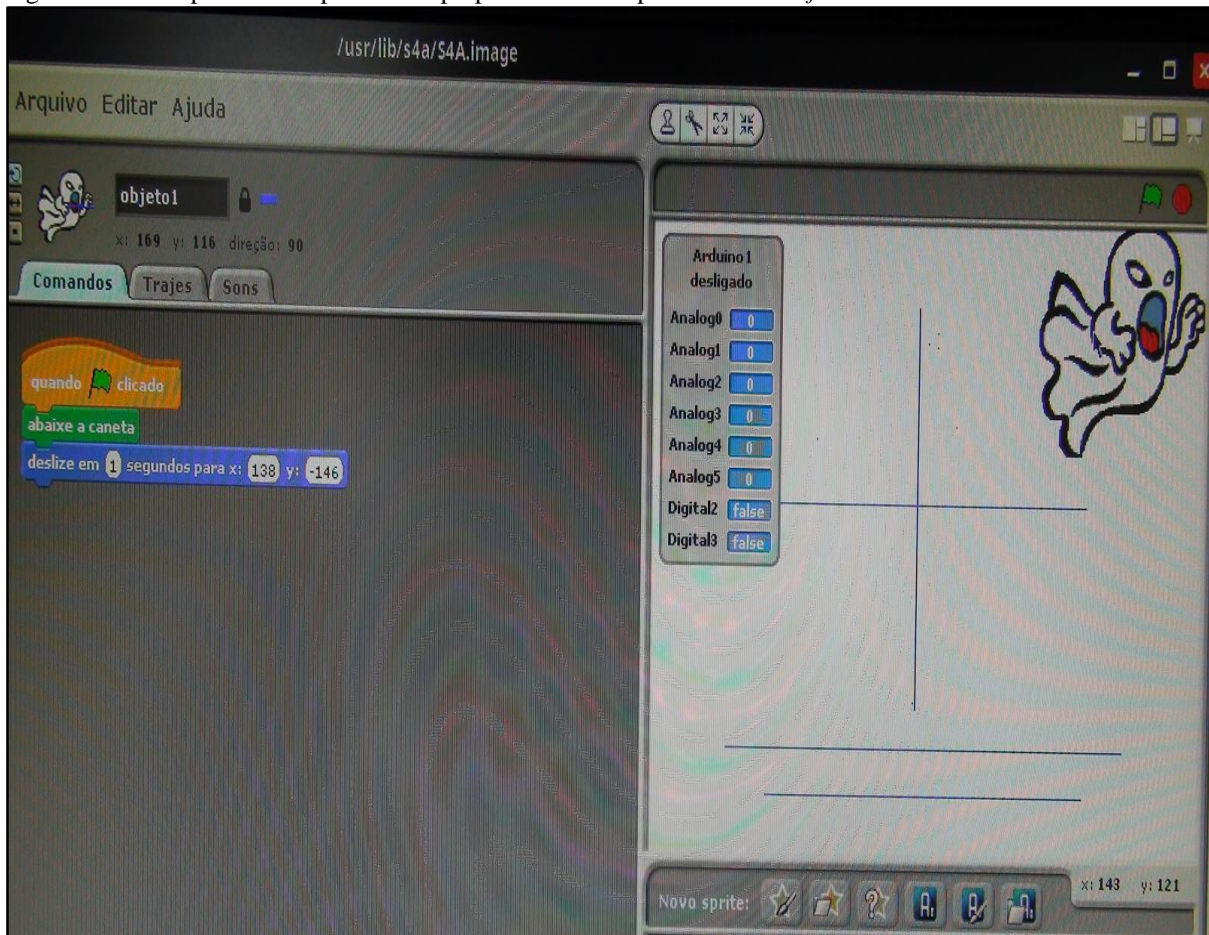 /usr/lib/s4a/S4A.image
Arquivo Editar Ajuda
objeto1
x: 169 y: 116 direção: 90
Comandos Trajes Sons
quando clicado
abaixe a caneta
deslize em 1 segundos para x: 138 y: -146
Arduino1
desligado
Analog0 0
Analog1 0
Analog2 0
Analog3 0
Analog4 0
Analog5 0
Digital2 false
Digital3 false
Novo sprite:
x: 143 y: 121